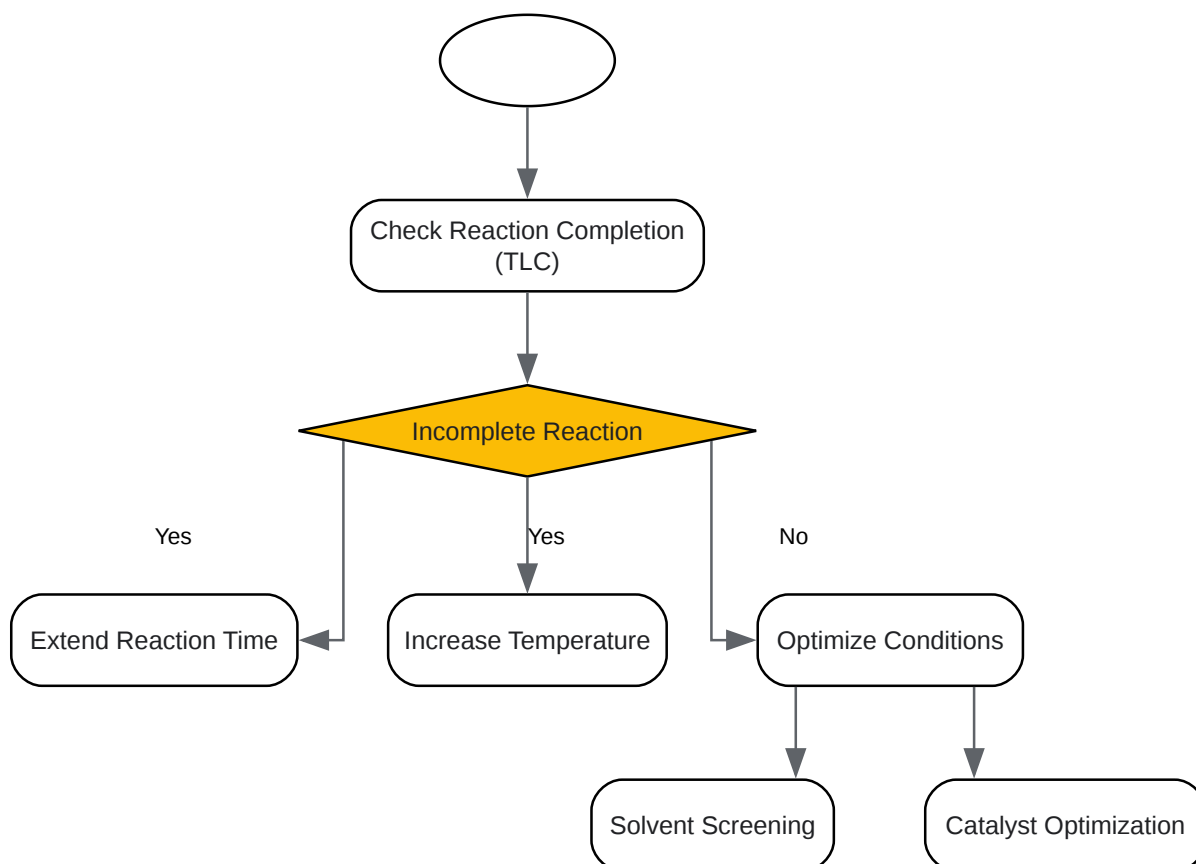 Check Reaction Completion
(TLC)
Incomplete Reaction
Yes
Yes
No
Extend Reaction Time
Increase Temperature
Optimize Conditions
Solvent Screening
Catalyst Optimization